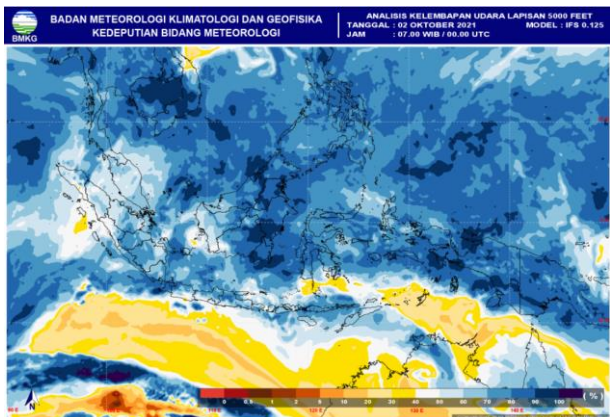 BADAN METEOROLOGI KLIMATOLOGI DAN GEOFISIKA
KEDEPUTIAN BIDANG METEOROLOGI
BMKG
ANALISIS KELEMBAPAN UDARA LAPISAN 5000 FEET
TANGGAL : 02 OKTOBER 2021 MODEL : IFS 0.125
JAM : 07.00 WIB / 00.00 UTC
N
0 0.5 1 5 10 20 30 40 50 60 70 80 90 100 (%)